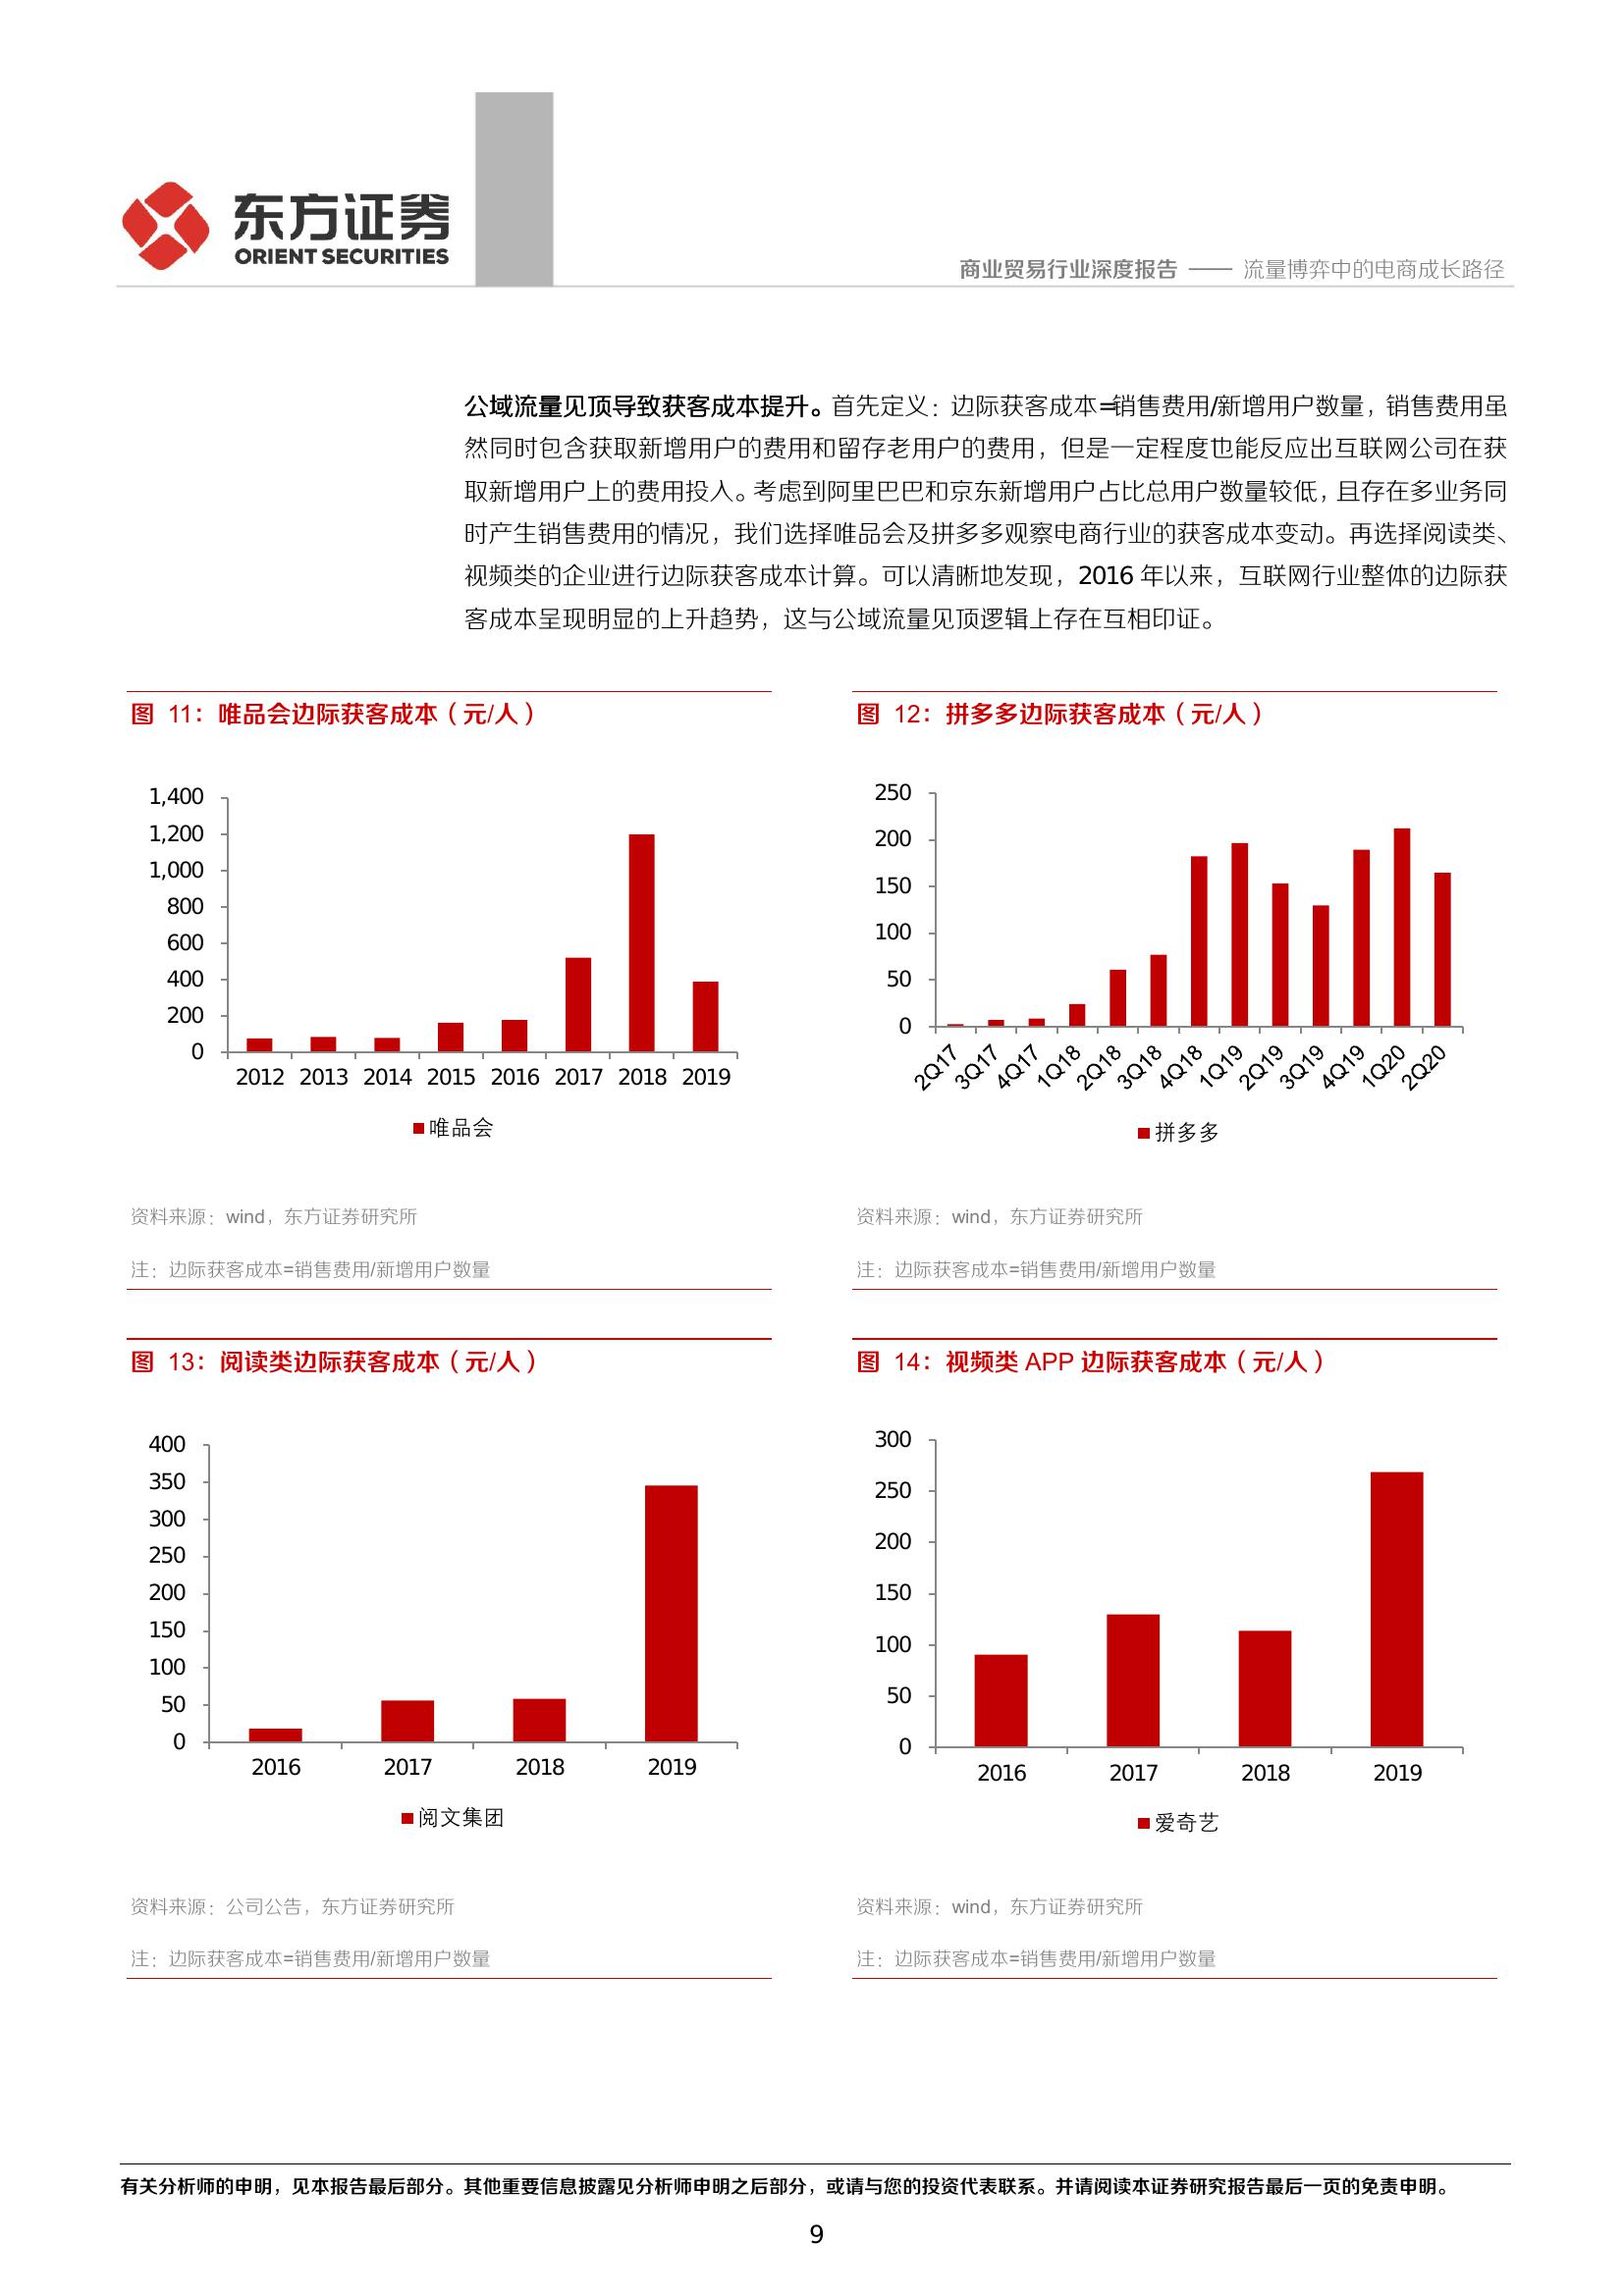 东方证券
ORIENT SECURITIES
商业贸易行业深度报告 —— 流量博弈中的电商成长路径
公域流量见顶导致获客成本提升。首先定义：边际获客成本=销售费用/新增用户数量，销售费用虽
然同时包含获取新增用户的费用和留存老用户的费用，但是一定程度也能反应出互联网公司在获
取新增用户上的费用投入。考虑到阿里巴巴和京东新增用户占比总用户数量较低，且存在多业务同
时产生销售费用的情况，我们选择唯品会及拼多多观察电商行业的获客成本变动。再选择阅读类、
视频类的企业进行边际获客成本计算。可以清晰地发现，2016 年以来，互联网行业整体的边际获
客成本呈现明显的上升趋势，这与公域流量见顶逻辑上存在互相印证。
图 11：唯品会边际获客成本（元/人）
1,400
1,200
1,000
800
600
400
200
0
2012 2013 2014 2015 2016 2017 2018 2019
唯品会
资料来源：wind，东方证券研究所
注：边际获客成本=销售费用/新增用户数量
图 12：拼多多边际获客成本（元/人）
250
200
150
100
50
0
2Q17 3Q17 4Q17 1Q18 2Q18 3Q18 4Q18 1Q19 2Q19 3Q19 4Q19 1Q20 2Q20
拼多多
资料来源：wind，东方证券研究所
注：边际获客成本=销售费用/新增用户数量
图 13：阅读类边际获客成本（元/人）
400
350
300
250
200
150
100
50
0
2016 2017 2018 2019
阅文集团
资料来源：公司公告，东方证券研究所
注：边际获客成本=销售费用/新增用户数量
图 14：视频类 APP 边际获客成本（元/人）
300
250
200
150
100
50
0
2016 2017 2018 2019
爱奇艺
资料来源：wind，东方证券研究所
注：边际获客成本=销售费用/新增用户数量
有关分析师的申明，见本报告最后部分。其他重要信息披露见分析师申明之后部分，或请与您的投资代表联系。并请阅读本证券研究报告最后一页的免责申明。
9